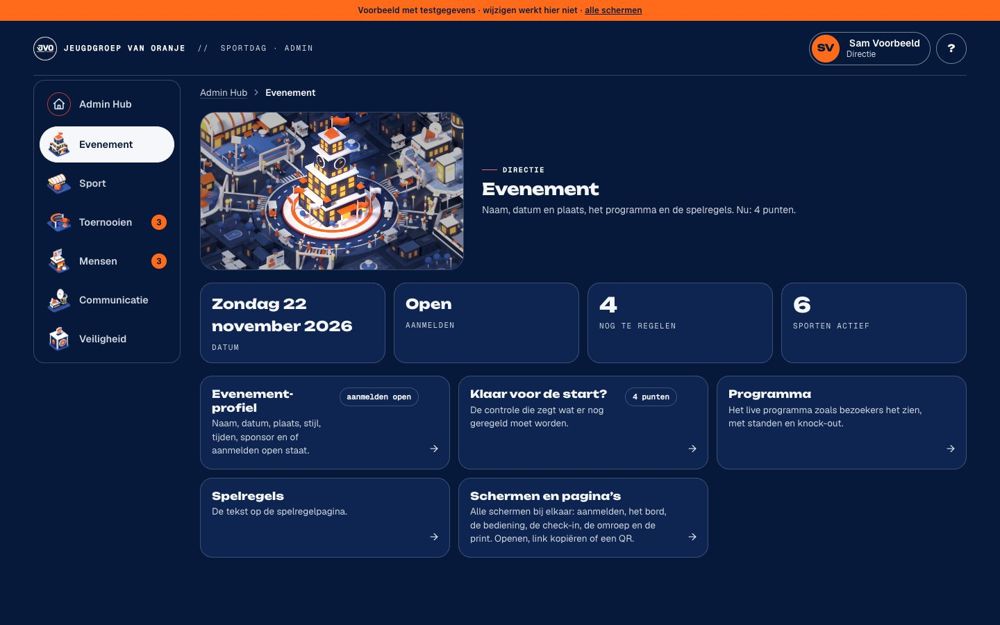 Voorbeeld met testgegevens · wijzigen werkt hier niet · alle schermen
JVO JEUGDGROEP VAN ORANJE // SPORTDAG · ADMIN
SV Sam Voorbeeld
Directie
?
Admin Hub
Evenement
Sport
Toernooien 3
Mensen 3
Communicatie
Veiligheid
Admin Hub > Evenement
DIRECTIE
Evenement
Naam, datum en plaats, het programma en de spelregels. Nu: 4 punten.
Zondag 22
november 2026
DATUM
Open
AANMELDEN
4
NOG TE REGELEN
6
SPORTEN ACTIEF
Evenement-
profiel
aanmelden open
Naam, datum, plaats, stijl,
tijden, sponsor en of
aanmelden open staat.
→
Klaar voor de start?
4 punten
De controle die zegt wat er nog
geregeld moet worden.
→
Programma
Het live programma zoals bezoekers het zien,
met standen en knock-out.
→
Spelregels
De tekst op de spelregelpagina.
→
Schermen en pagina’s
Alle schermen bij elkaar: aanmelden, het bord,
de bediening, de check-in, de omroep en de
print. Openen, link kopiëren of een QR.
→